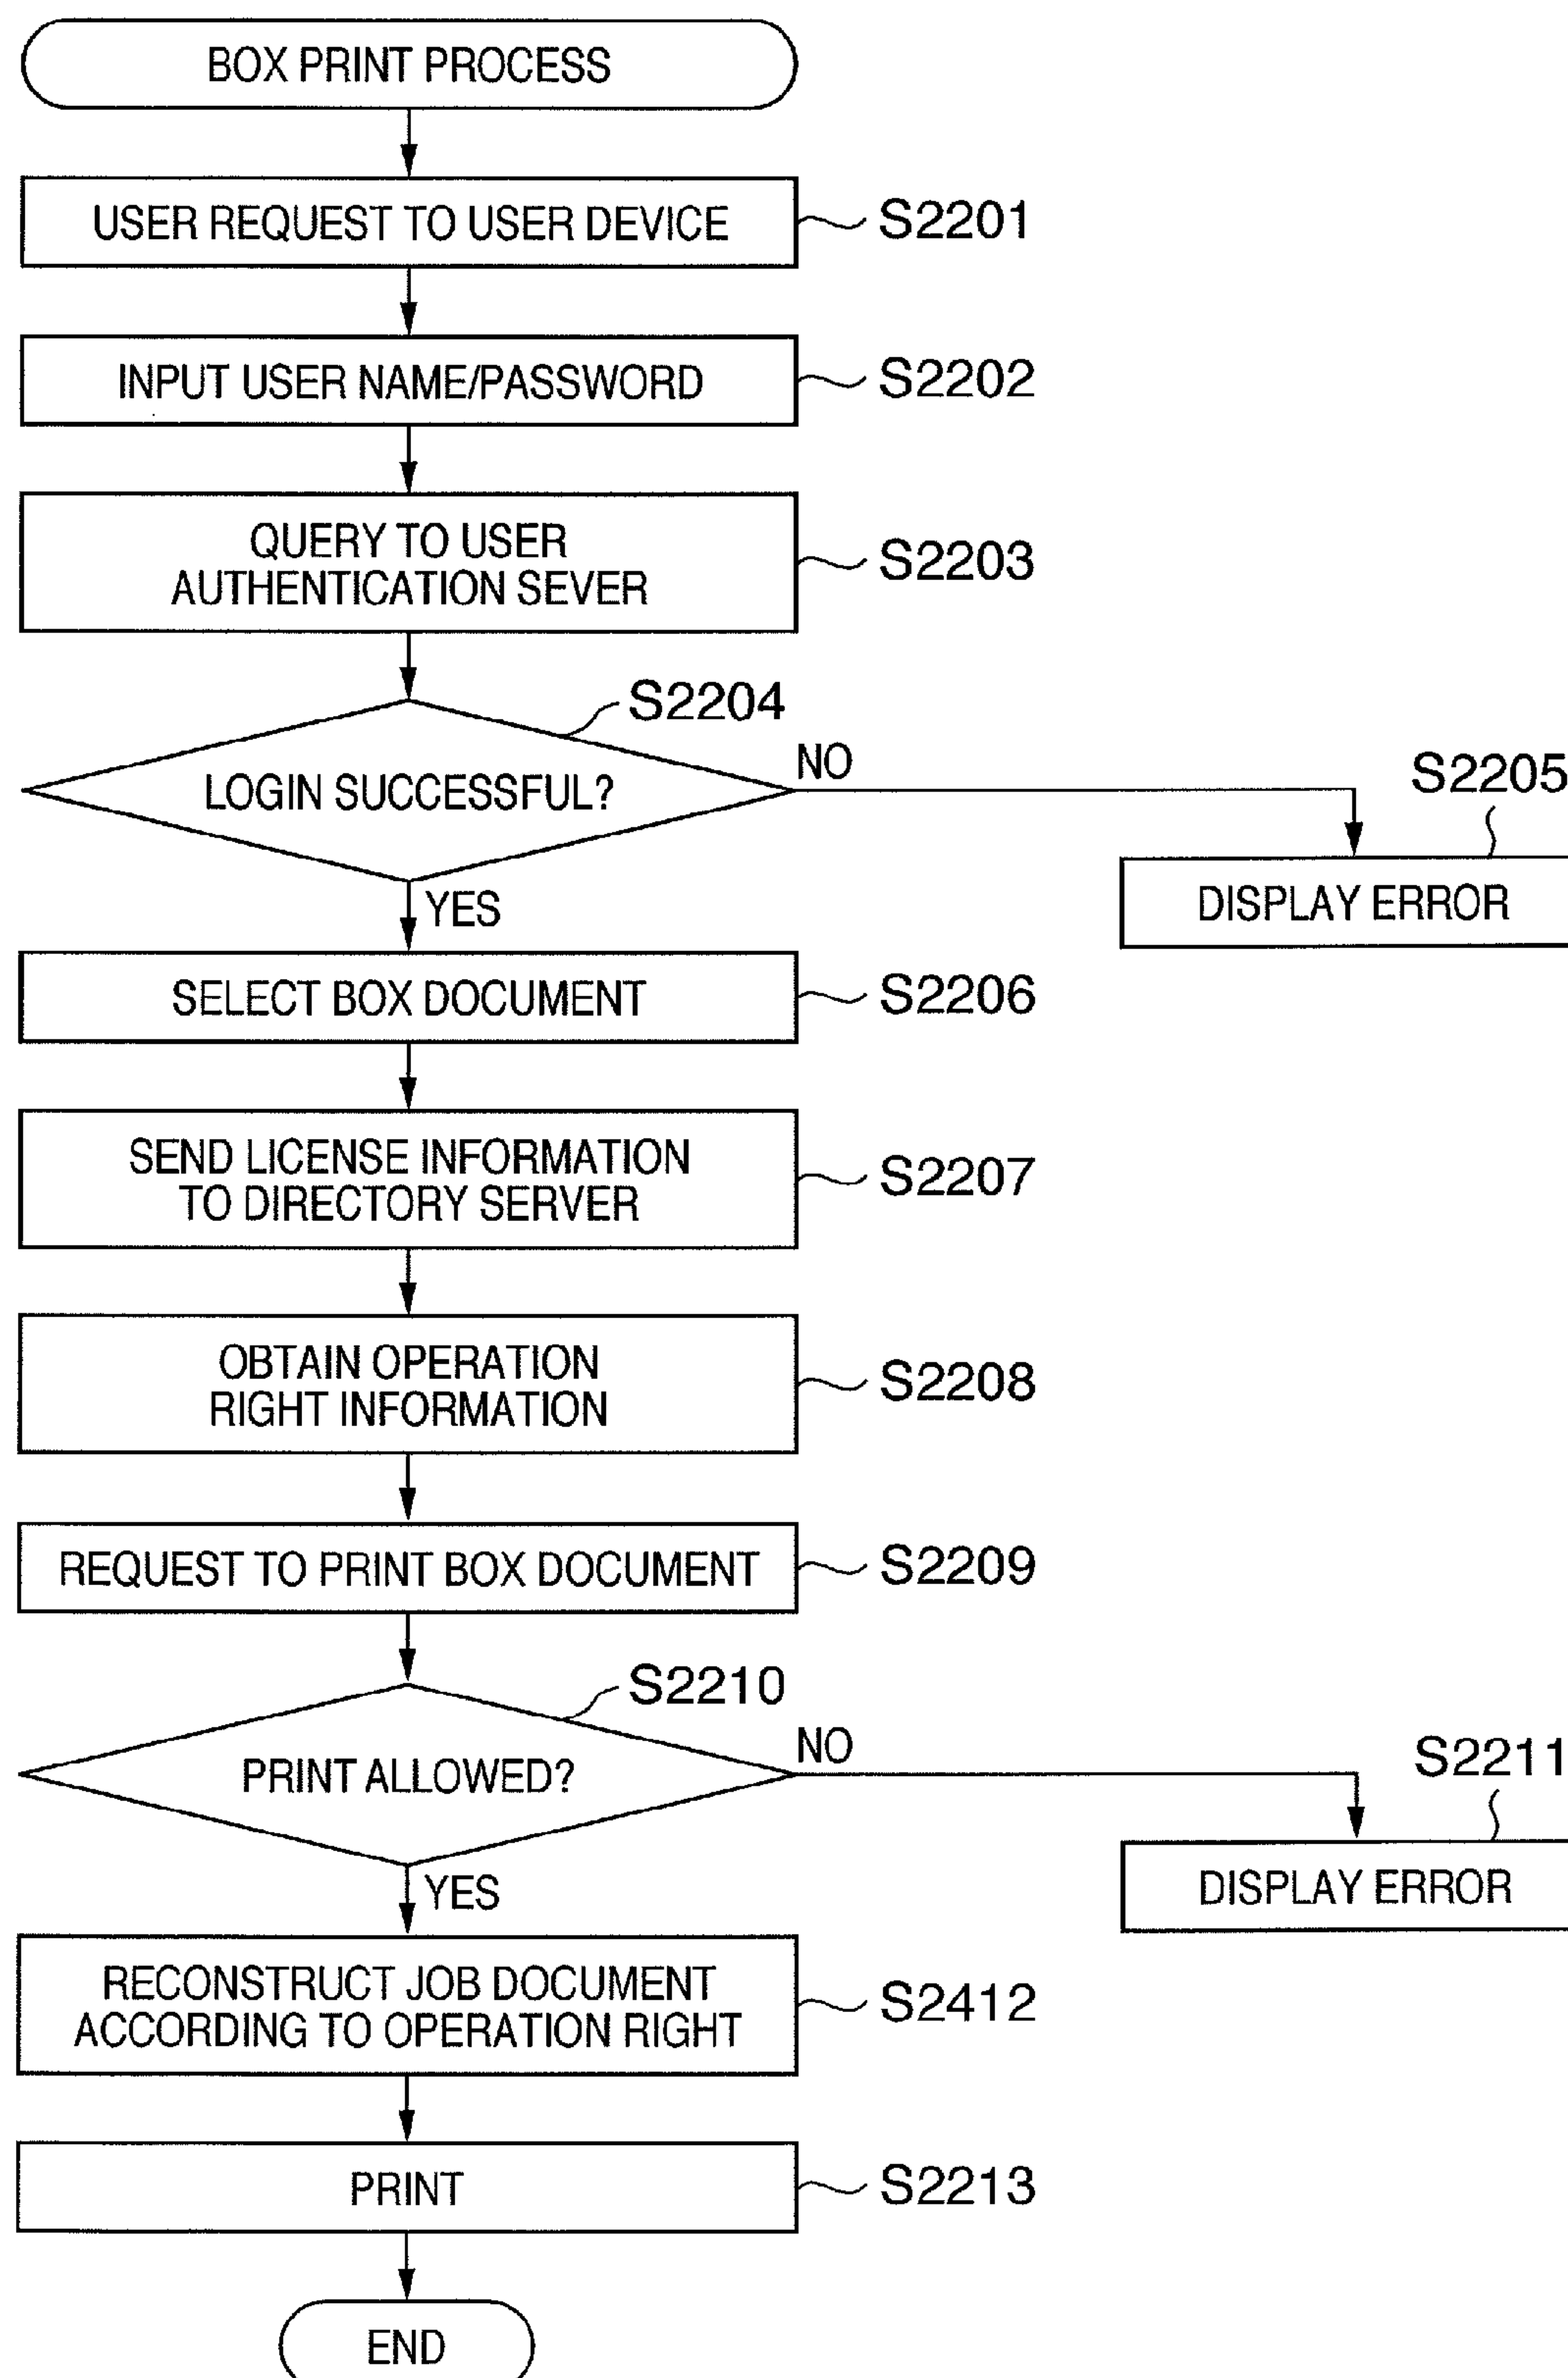 BOX PRINT PROCESS
USER REQUEST TO USER DEVICE
S2201
INPUT USER NAME/PASSWORD
S2202
QUERY TO USER
AUTHENTICATION SEVER
S2203
S2204
LOGIN SUCCESSFUL?
NO
S2205
DISPLAY ERROR
YES
SELECT BOX DOCUMENT
S2206
SEND LICENSE INFORMATION
TO DIRECTORY SERVER
S2207
OBTAIN OPERATION
RIGHT INFORMATION
S2208
REQUEST TO PRINT BOX DOCUMENT
S2209
S2210
PRINT ALLOWED?
NO
S2211
DISPLAY ERROR
YES
RECONSTRUCT JOB DOCUMENT
ACCORDING TO OPERATION RIGHT
S2412
PRINT
S2213
END